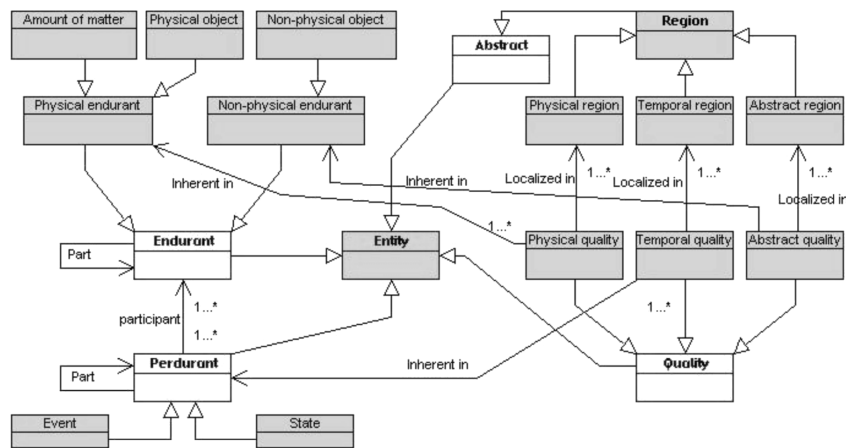 Amount of matter
Physical object
Non-physical object
Region
Abstract
Physical endurant
Non-physical endurant
Physical region
Temporal region
Abstract region
Inherent in
Inherent in
Localized in
1...*
Localized in
1...*
1...*
Localized in
1...*
Endurant
Entity
Physical quality
Temporal quality
Abstract quality
Part
1...*
participant
1...*
1...*
Perdurant
Inherent in
Quality
Part
Event
State